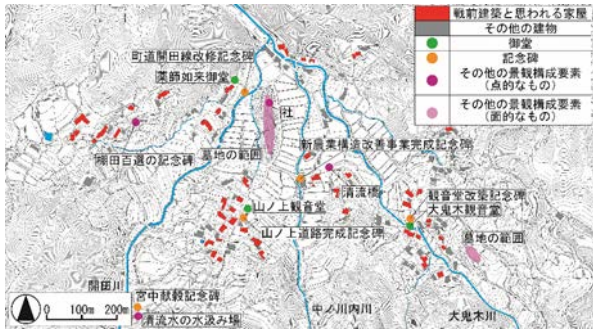 戦前建築と思われる家屋
その他の建物
御堂
記念碑
その他の景観構成要素
(点的なもの)
その他の景観構成要素
(面的なもの)
町道開田線改修記念碑
薬師如来御堂
社
新農業構造改善事業完成記念碑
棚田百選の記念碑
墓地の範囲
清流橋
観音堂改築記念碑
山ノ上観音堂
大鬼木観音堂
山ノ上道路完成記念碑
墓地の範囲
開田川
宮中献穀記念碑
中ノ川内川
大鬼木川
0 100m 200m
清流水の水汲み場